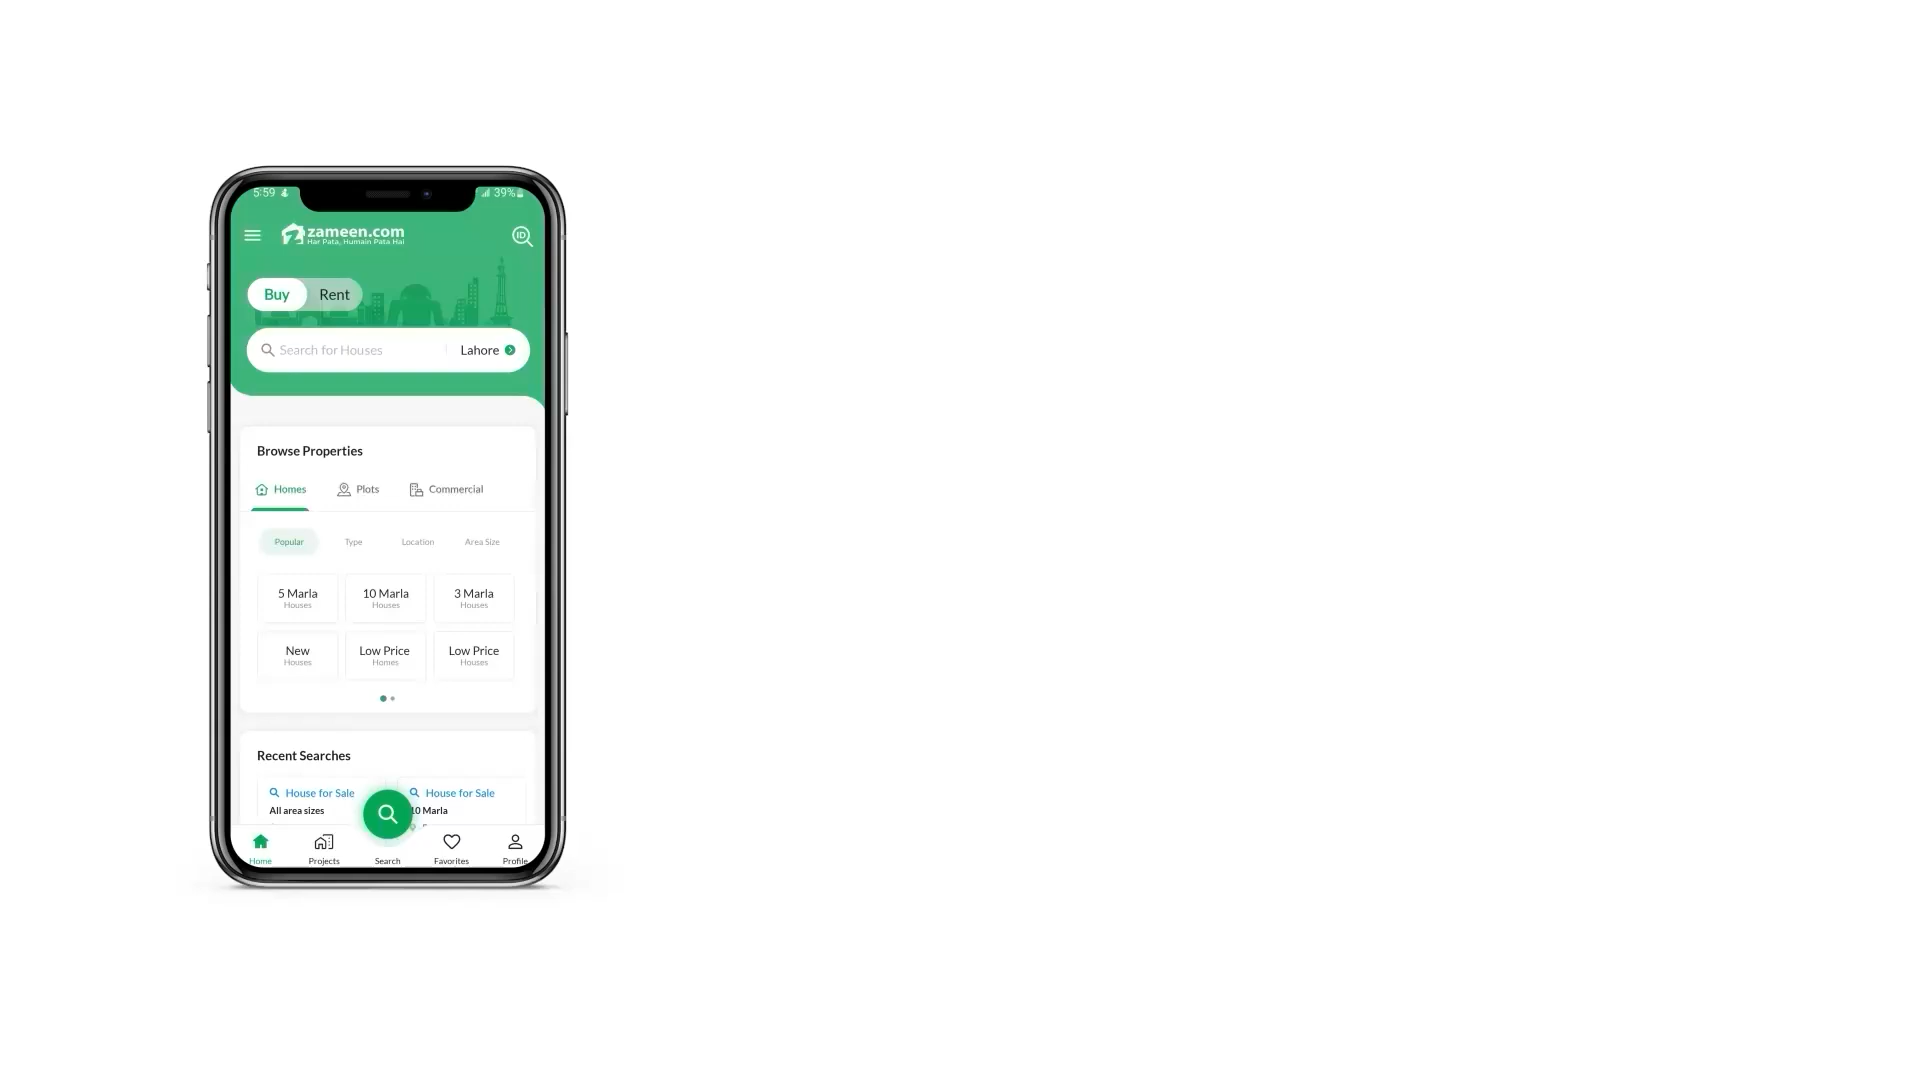 5:59 39%
zameen.com
Har Pata, Humain Pata Hai
ID
Buy Rent
Search for Houses Lahore
Browse Properties
Homes Plots Commercial
Popular Type Location Area Size
5 Marla 10 Marla 3 Marla
Houses Houses Houses
New Low Price Low Price
Houses Homes Houses
Recent Searches
House for Sale House for Sale
All area sizes 10 Marla
Home Projects Search Favorites Profile